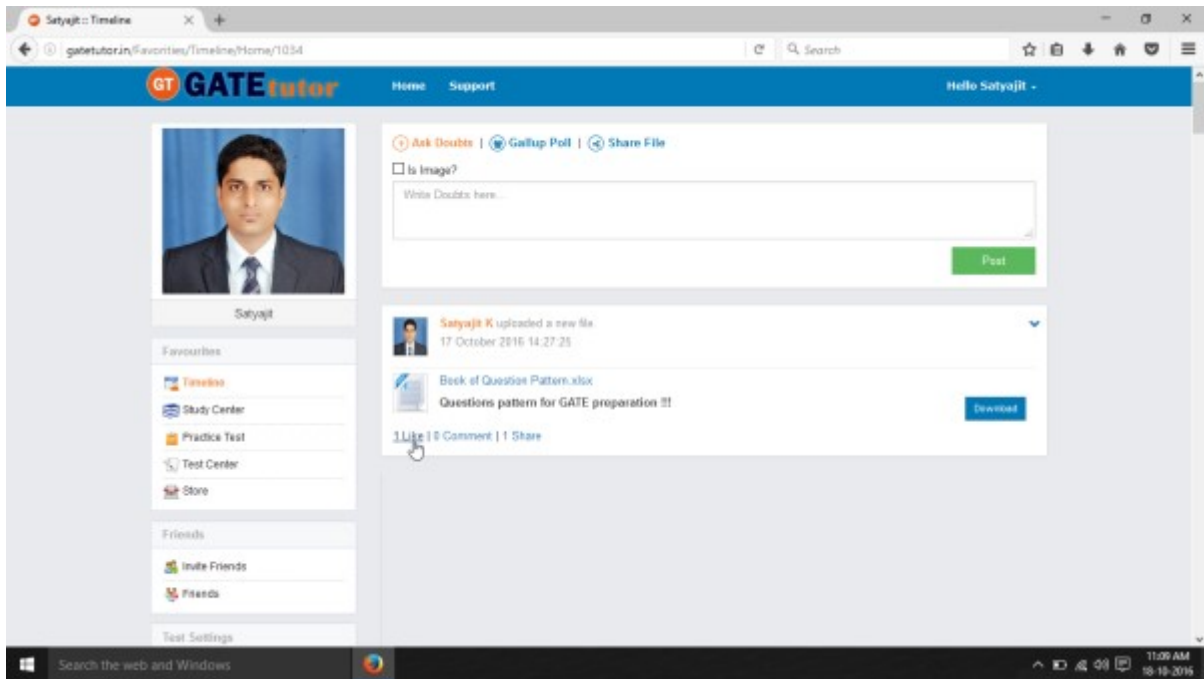 Satyajit :: Timeline
gatetutor.in/Favorities/Timeline/Home/1034
Search
GT GATEtutor
Home Support
Hello Satyajit
Ask Doubts | Gallup Poll | Share File
Is Image?
Write Doubts here...
Post
Satyajit
Satyajit K uploaded a new file.
17 October 2016 14:27:25
Book of Question Pattern.xlsx
Questions pattern for GATE preparation !!!
Download
1 Like | 0 Comment | 1 Share
Favourites
Timeline
Study Center
Practice Test
Test Center
Store
Friends
Invite Friends
Friends
Test Settings
Search the web and Windows
11:09 AM
18-10-2016